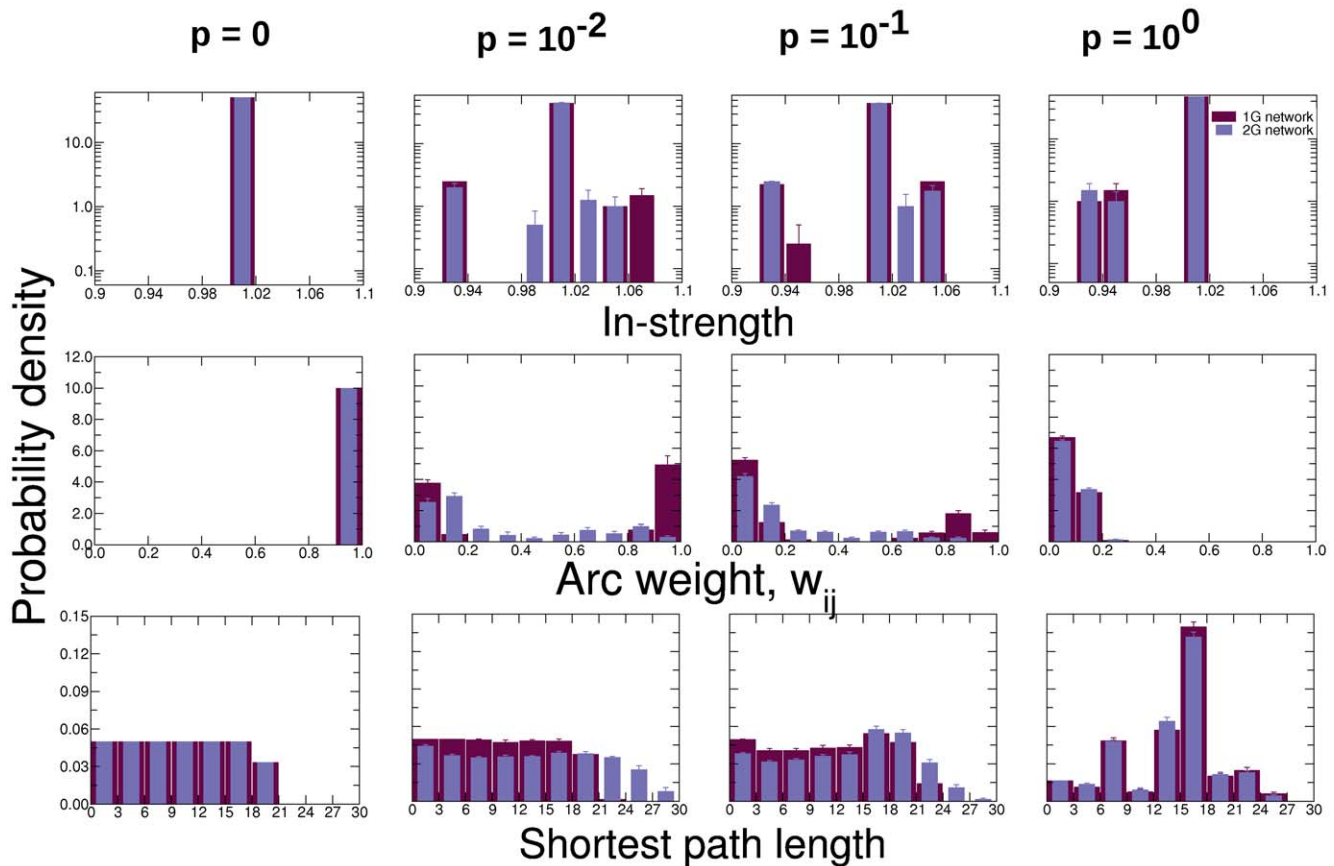 p = 0 p = 10^-2 p = 10^-1 p = 10^0
10.0
1.0
0.1
0.9 0.94 0.98 1.02 1.06 1.1
0.9 0.94 0.98 1.02 1.06 1.1
0.9 0.94 0.98 1.02 1.06 1.1
0.9 0.94 0.98 1.02 1.06 1.1
1G network
2G network
In-strength
Probability density
12.0
10.0
8.0
6.0
4.0
2.0
0.0
0.0 0.2 0.4 0.6 0.8 1.0
0.0 0.2 0.4 0.6 0.8 1.0
0.0 0.2 0.4 0.6 0.8 1.0
0.0 0.2 0.4 0.6 0.8 1.0
Arc weight, w_ij
0.15
0.12
0.09
0.06
0.03
0.00
0 3 6 9 12 15 18 21 24 27 30
0 3 6 9 12 15 18 21 24 27 30
0 3 6 9 12 15 18 21 24 27 30
0 3 6 9 12 15 18 21 24 27 30
Shortest path length